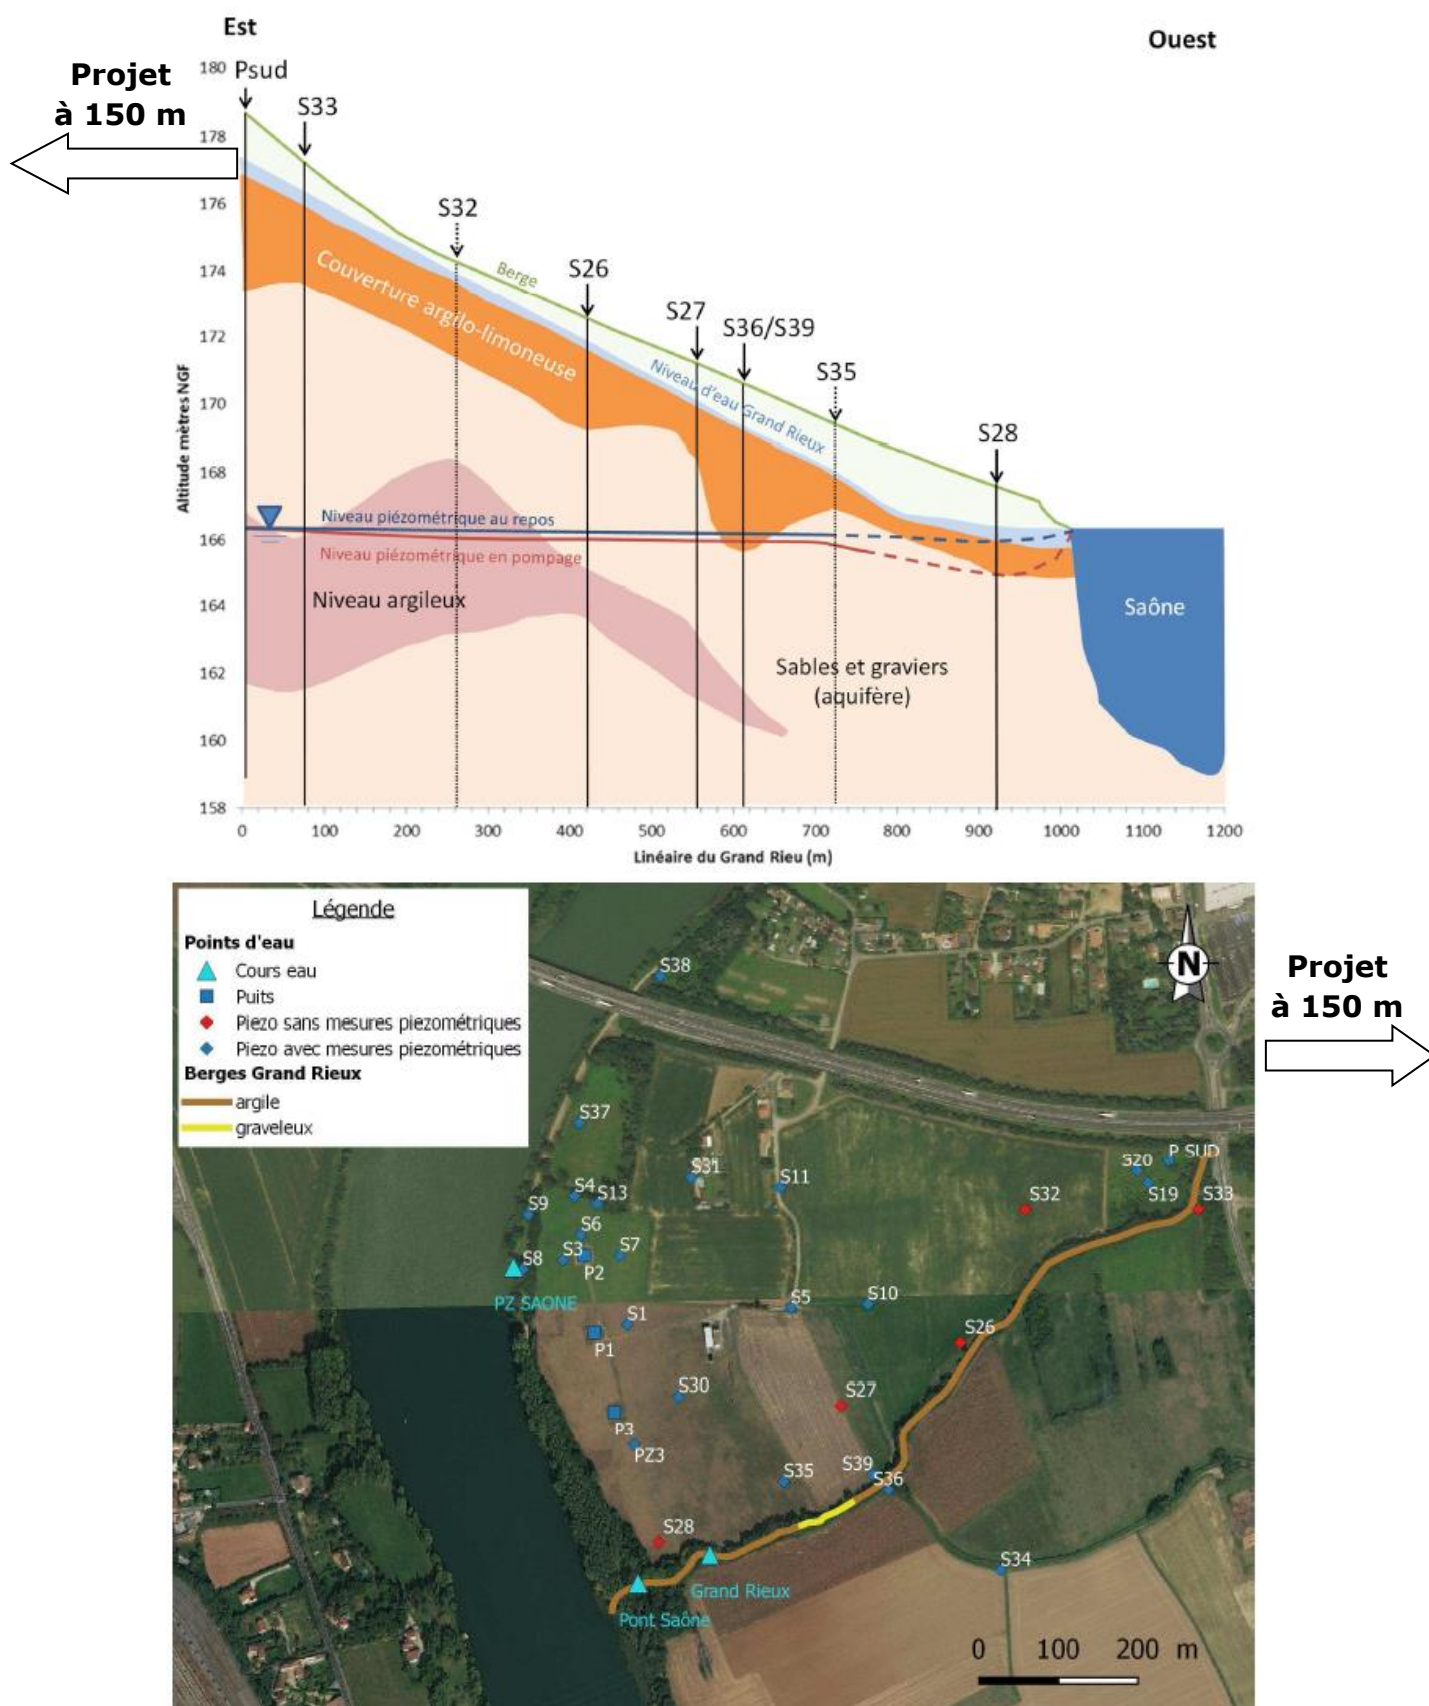 Est
Ouest
Projet
à 150 m
180
Psud
S33
178
176
S32
174
S26
Berge
Couverture argilo-limoneuse
172
S27
S36/S39
Niveau d'eau Grand Rieux
S35
170
S28
168
Altitude mètres NGF
Niveau piézométrique au repos
166
Niveau piézométrique en pompage
Niveau argileux
164
Saône
162
Sables et graviers
(aquifère)
160
158
0 100 200 300 400 500 600 700 800 900 1000 1100 1200
Linéaire du Grand Rieu (m)
Légende
Points d'eau
Cours eau
Puits
Piezo sans mesures piezométriques
Piezo avec mesures piezométriques
Berges Grand Rieux
argile
graveleux
N
Projet
à 150 m
S38
S37
S31
S11
S20
P SUD
S19
S33
S32
S4
S13
S9
S6
S3
S7
S8
P2
PZ SAONE
S1
S5
S10
P1
S26
S30
S27
P3
PZ3
S35
S39
S36
S28
S34
Grand Rieux
Pont Saône
0 100 200 m